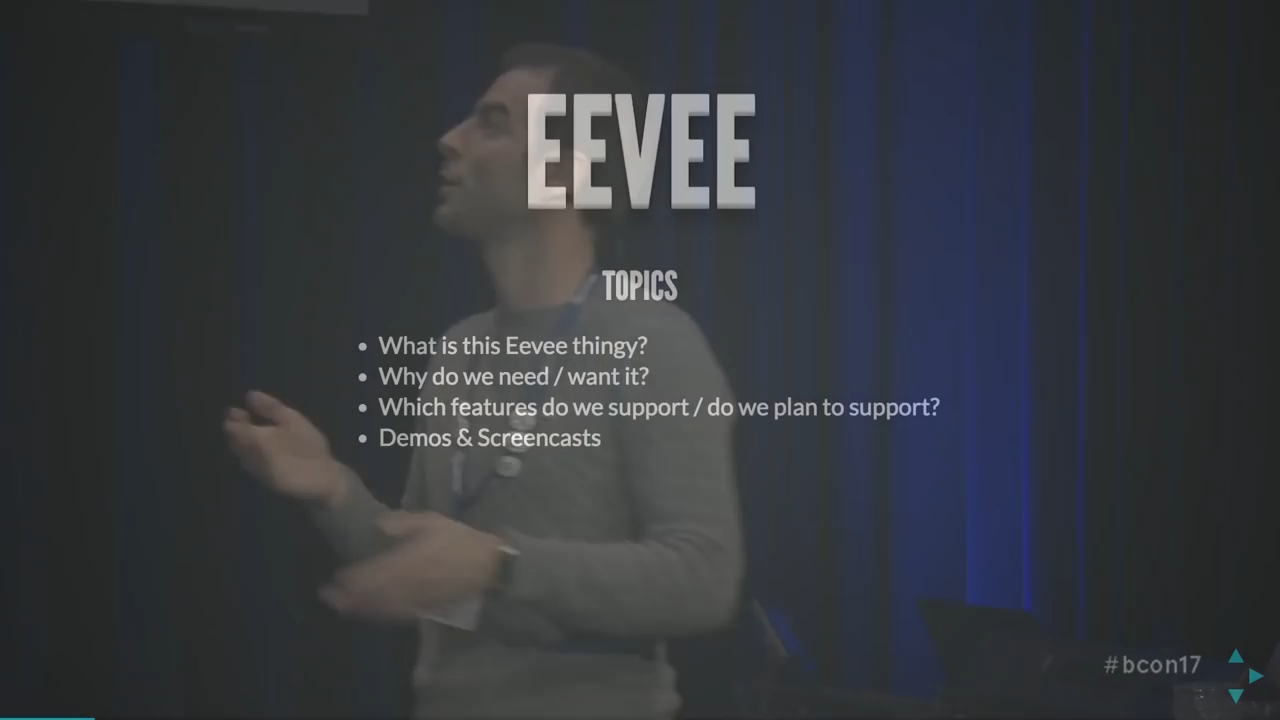 EEVEE
TOPICS
• What is this Eevee thingy?
• Why do we need / want it?
• Which features do we support / do we plan to support?
• Demos & Screencasts
#bcon17